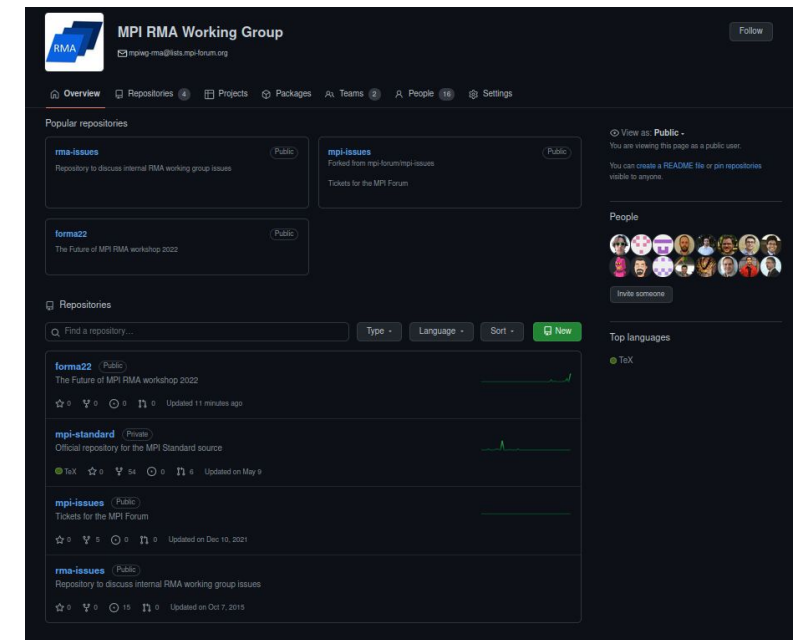 RMA
MPI RMA Working Group
mpiwg-rma@lists.mpi-forum.org
Follow
Overview Repositories 4 Projects Packages Teams 2 People 16 Settings
Popular repositories
rma-issues Public
Repository to discuss internal RMA working group issues
mpi-issues Public
Forked from mpi-forum/mpi-issues
Tickets for the MPI Forum
forma22 Public
The Future of MPI RMA workshop 2022
View as: Public
You are viewing this page as a public user.
You can create a README file or pin repositories
visible to anyone.
People
Invite someone
Top languages
TeX
Repositories
Find a repository...
Type Language Sort New
forma22 Public
The Future of MPI RMA workshop 2022
0 0 0 0 Updated 11 minutes ago
mpi-standard Private
Official repository for the MPI Standard source
TeX 0 54 0 6 Updated on May 9
mpi-issues Public
Tickets for the MPI Forum
0 5 0 0 Updated on Dec 10, 2021
rma-issues Public
Repository to discuss internal RMA working group issues
0 0 15 0 Updated on Oct 7, 2015